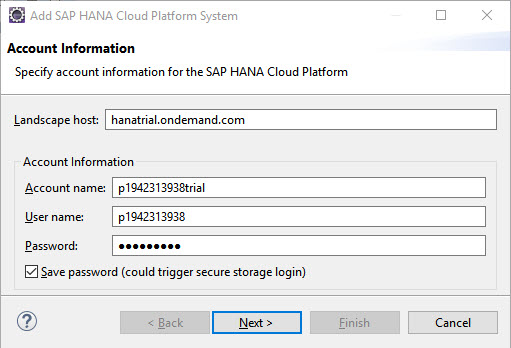 Add SAP HANA Cloud Platform System
Account Information
Specify account information for the SAP HANA Cloud Platform
Landscape host: hanatrial.ondemand.com
Account Information
Account name: p1942313938trial
User name: p1942313938
Password: ●●●●●●●●●
Save password (could trigger secure storage login)
? < Back Next > Finish Cancel